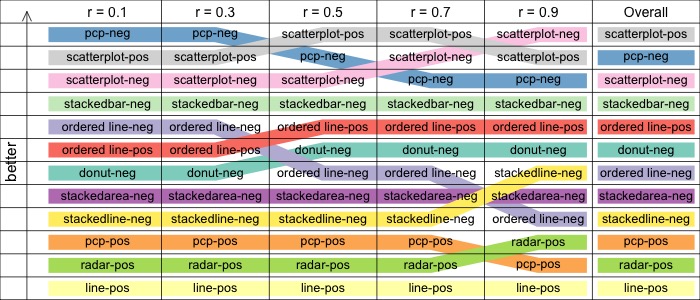 r = 0.1 r = 0.3 r = 0.5 r = 0.7 r = 0.9 Overall
pcp-neg pcp-neg scatterplot-pos scatterplot-pos scatterplot-neg scatterplot-pos
scatterplot-pos scatterplot-pos pcp-neg scatterplot-neg scatterplot-pos pcp-neg
scatterplot-neg scatterplot-neg scatterplot-neg pcp-neg pcp-neg scatterplot-neg
stackedbar-neg stackedbar-neg stackedbar-neg stackedbar-neg stackedbar-neg stackedbar-neg
ordered line-neg ordered line-neg ordered line-pos ordered line-pos ordered line-pos ordered line-pos
ordered line-pos ordered line-pos donut-neg donut-neg donut-neg donut-neg
donut-neg donut-neg ordered line-neg ordered line-neg stackedline-neg ordered line-neg
stackedarea-neg stackedarea-neg stackedarea-neg stackedarea-neg stackedarea-neg stackedarea-neg
stackedline-neg stackedline-neg stackedline-neg stackedline-neg ordered line-neg stackedline-neg
pcp-pos pcp-pos pcp-pos pcp-pos radar-pos pcp-pos
radar-pos radar-pos radar-pos radar-pos pcp-pos radar-pos
line-pos line-pos line-pos line-pos line-pos line-pos
better